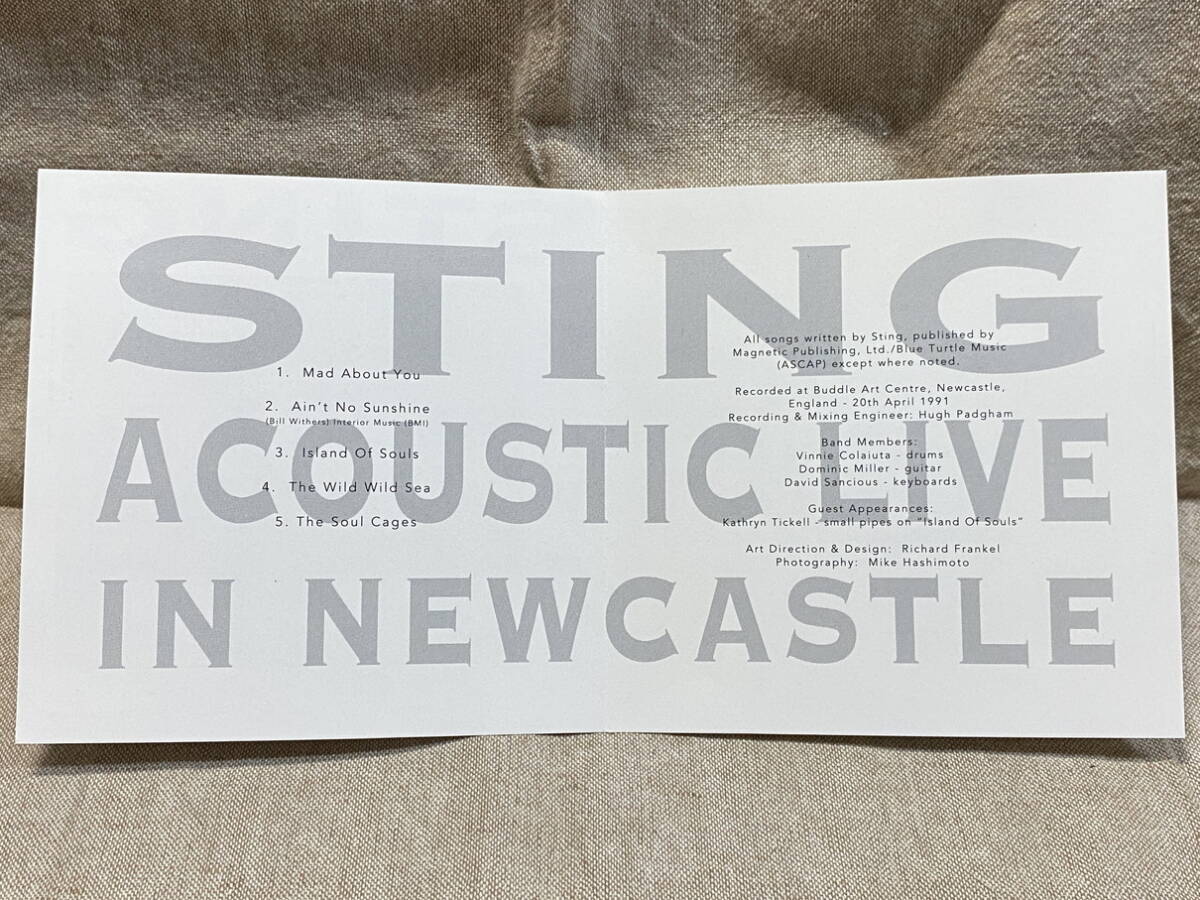 STING
ACOUSTIC LIVE
IN NEWCASTLE
1. Mad About You
2. Ain't No Sunshine
(Bill Withers) Interior Music (BMI)
3. Island Of Souls
4. The Wild Wild Sea
5. The Soul Cages
All songs written by Sting, published by
Magnetic Publishing, Ltd./Blue Turtle Music
(ASCAP) except where noted.
Recorded at Buddle Art Centre, Newcastle,
England - 20th April 1991
Recording & Mixing Engineer: Hugh Padgham
Band Members:
Vinnie Colaiuta - drums
Dominic Miller - guitar
David Sancious - keyboards
Guest Appearances:
Kathryn Tickell - small pipes on "Island Of Souls"
Art Direction & Design: Richard Frankel
Photography: Mike Hashimoto